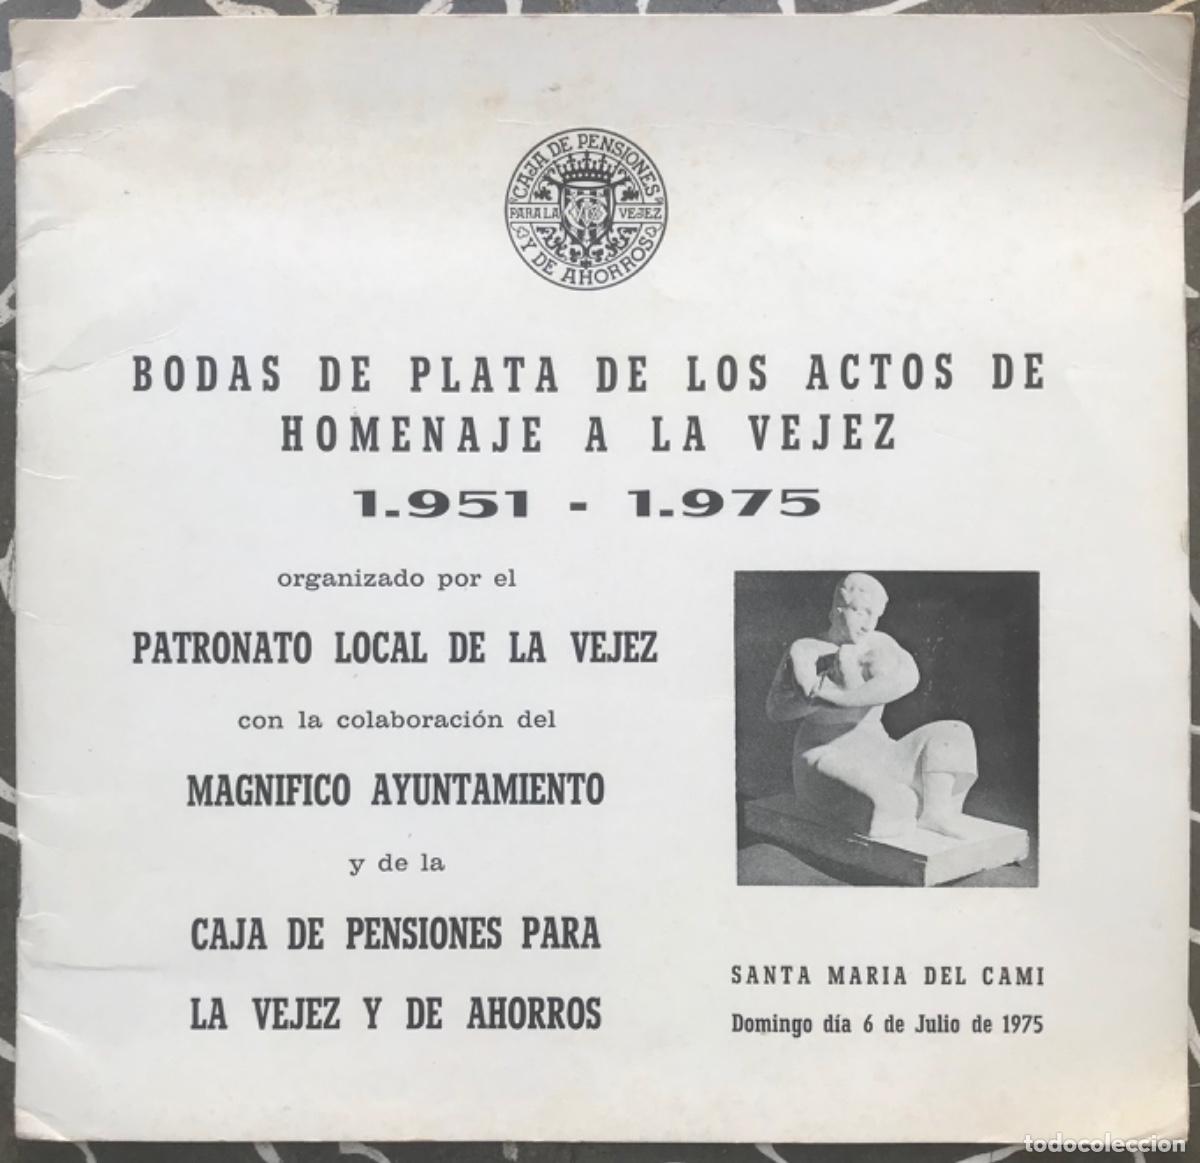 CAJA DE PENSIONES
PARA LA VEJEZ
Y DE AHORROS
BODAS DE PLATA DE LOS ACTOS DE
HOMENAJE A LA VEJEZ
1.951 - 1.975
organizado por el
PATRONATO LOCAL DE LA VEJEZ
con la colaboración del
MAGNIFICO AYUNTAMIENTO
y de la
CAJA DE PENSIONES PARA
LA VEJEZ Y DE AHORROS
SANTA MARIA DEL CAMI
Domingo día 6 de Julio de 1975
todocoleccion